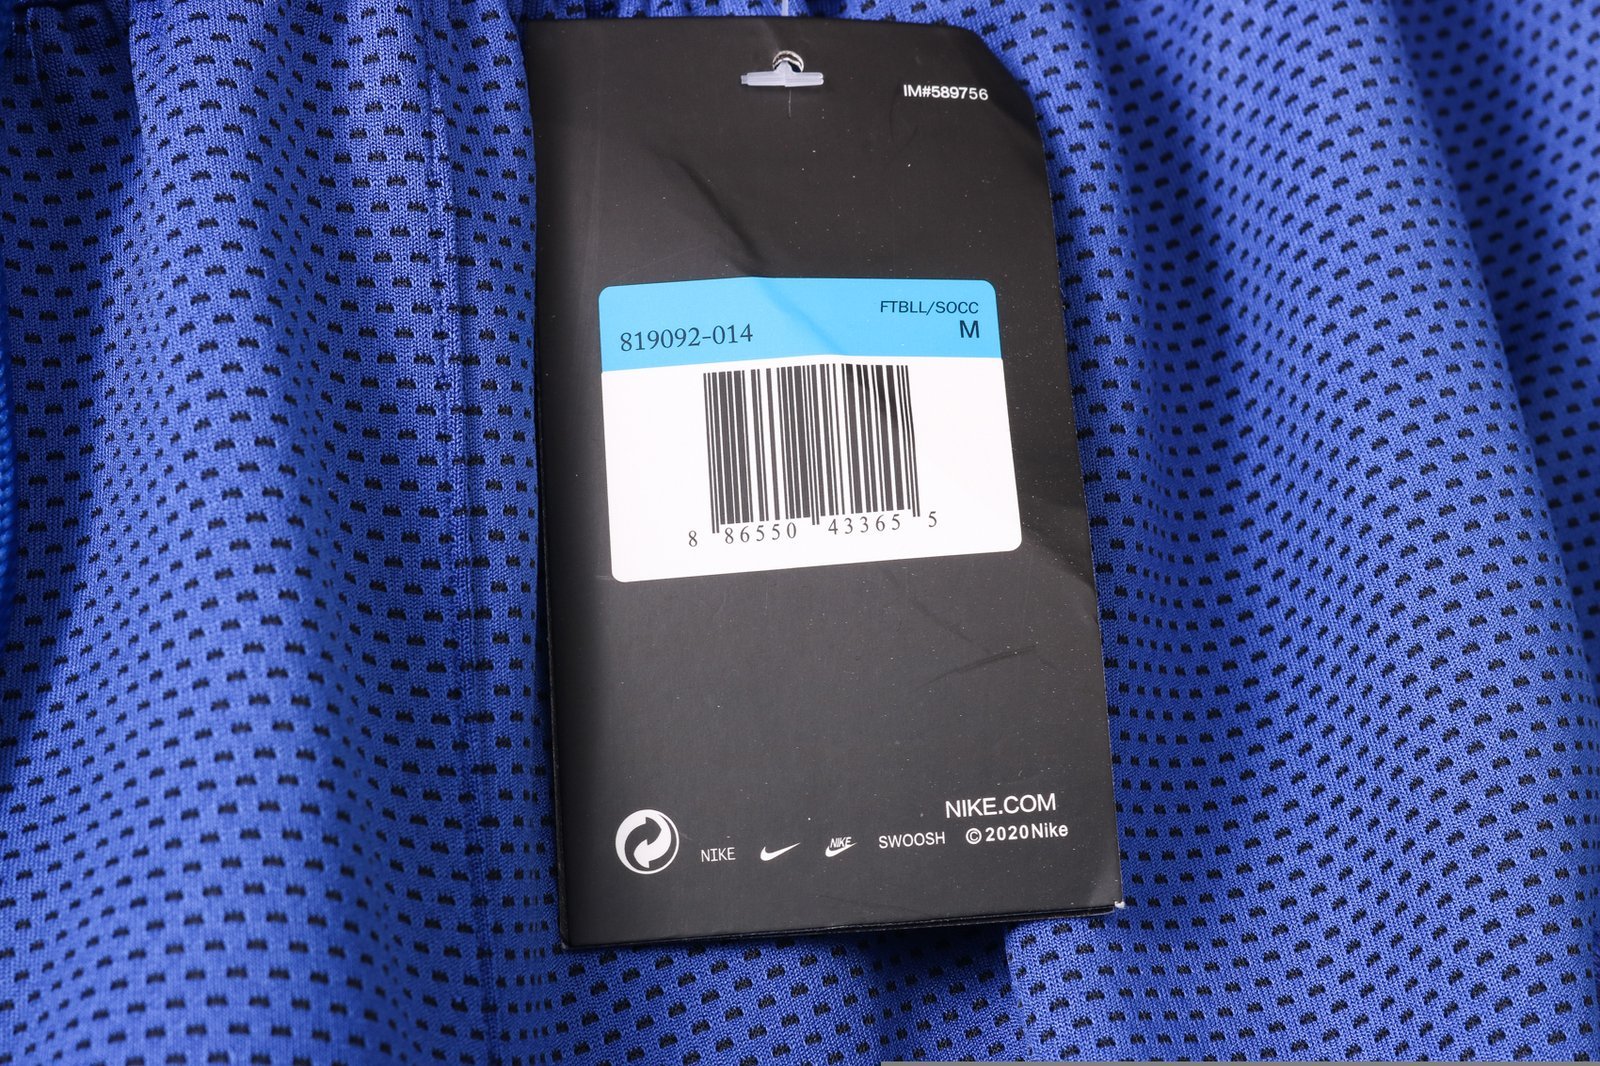 IM#589756
FTBLL/SOCC
819092-014 M
8 86550 43365 5
NIKE.COM
NIKE NIKE SWOOSH ©2020Nike